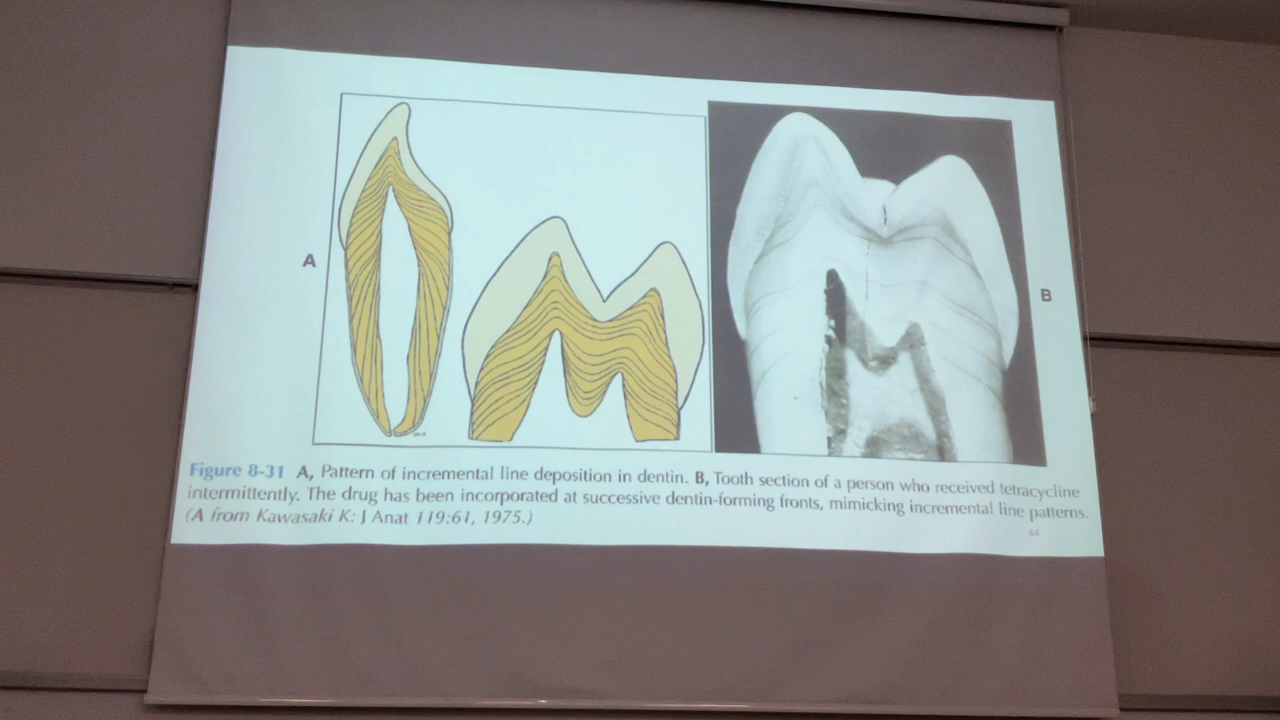 A
B
Figure 8-31 A, Pattern of incremental line deposition in dentin. B, Tooth section of a person who received tetracycline
intermittently. The drug has been incorporated at successive dentin-forming fronts, mimicking incremental line patterns.
(A from Kawasaki K: J Anat 119:61, 1975.)
44